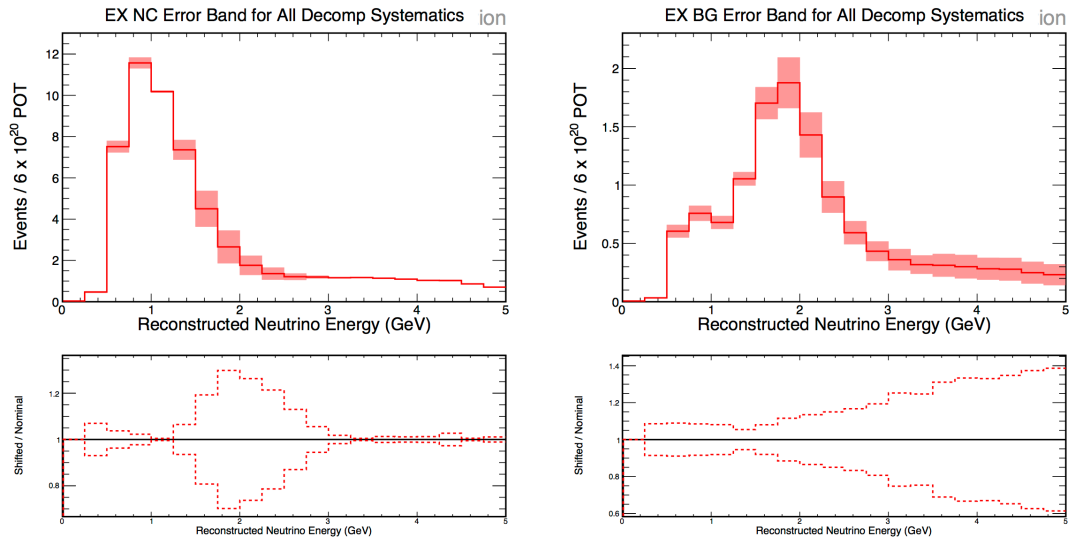 EX NC Error Band for All Decomp Systematics ion
Events / 6 x 10²⁰ POT
12
10
8
6
4
2
0
0 1 2 3 4 5
Reconstructed Neutrino Energy (GeV)
Shifted / Nominal
1.2
1
0.8
0 1 2 3 4 5
Reconstructed Neutrino Energy (GeV)
EX BG Error Band for All Decomp Systematics ion
Events / 6 x 10²⁰ POT
2
1.5
1
0.5
0
0 1 2 3 4 5
Reconstructed Neutrino Energy (GeV)
Shifted / Nominal
1.4
1.2
1
0.8
0.6
0 1 2 3 4 5
Reconstructed Neutrino Energy (GeV)